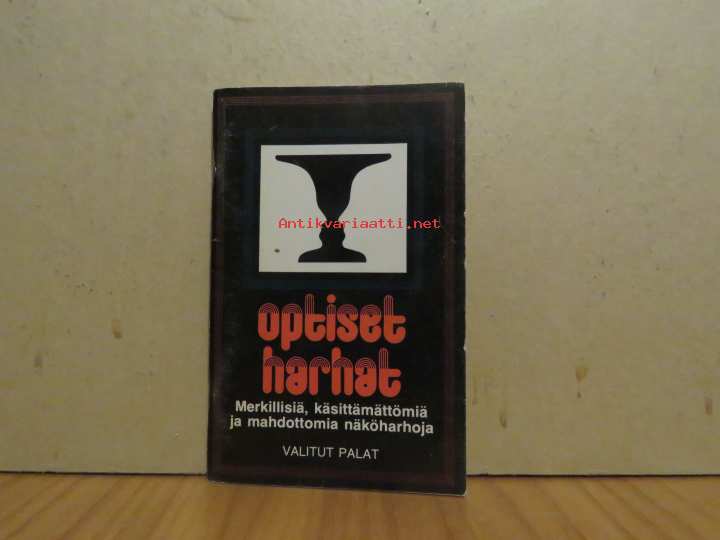 Antikvariaatti.net
optiset
harhat
Merkillisiä, käsittämättömiä
ja mahdottomia näköharhoja
VALITUT PALAT